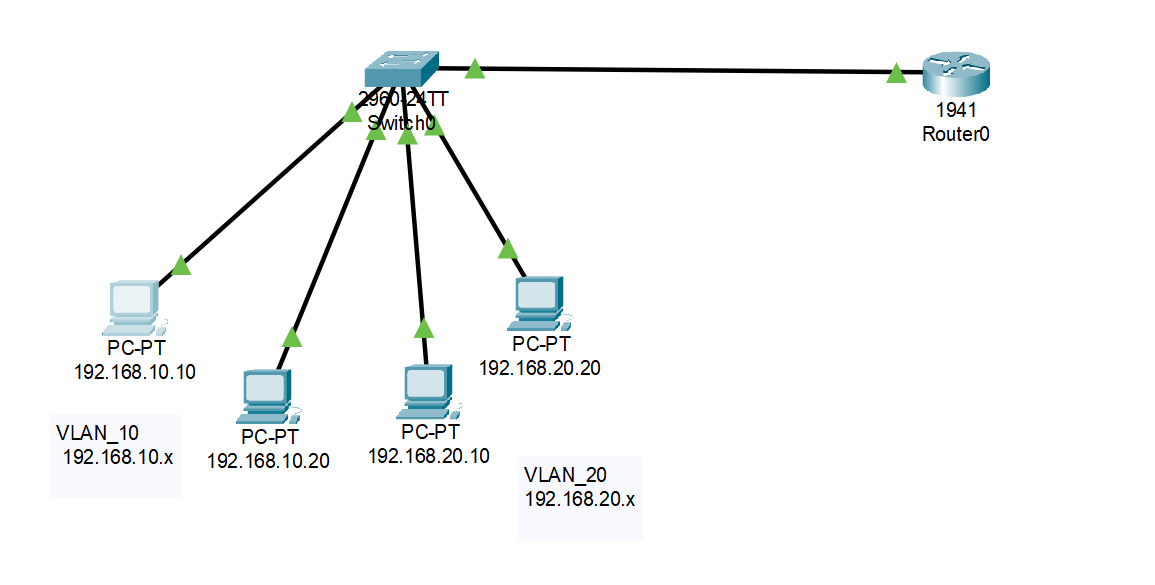 2960-24TT
Switch0
1941
Router0
PC-PT
192.168.10.10
PC-PT
192.168.10.20
PC-PT
192.168.20.10
PC-PT
192.168.20.20
VLAN_10
192.168.10.x
VLAN_20
192.168.20.x